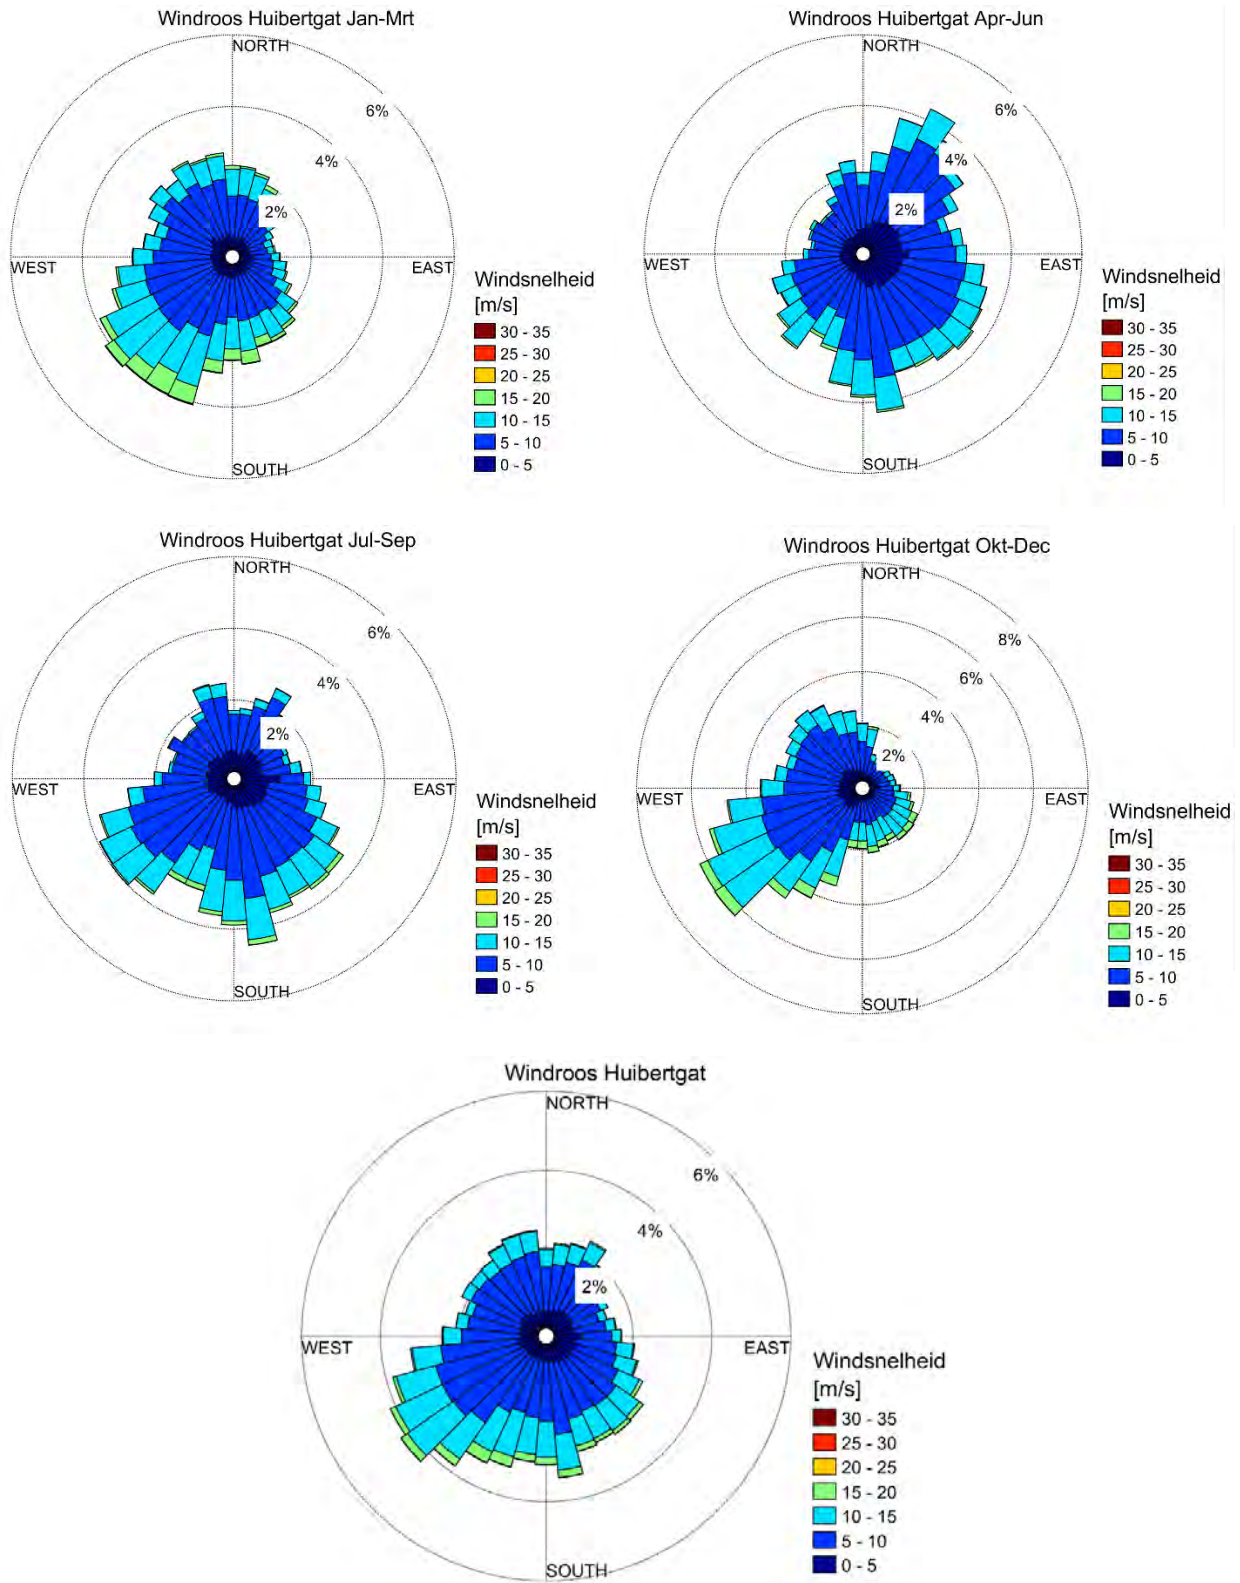 Windroos Huibertgat Jan-Mrt
NORTH
6%
4%
2%
WEST
EAST
SOUTH
Windsnelheid
[m/s]
30 - 35
25 - 30
20 - 25
15 - 20
10 - 15
5 - 10
0 - 5
Windroos Huibertgat Apr-Jun
NORTH
6%
4%
2%
WEST
EAST
SOUTH
Windsnelheid
[m/s]
30 - 35
25 - 30
20 - 25
15 - 20
10 - 15
5 - 10
0 - 5
Windroos Huibertgat Jul-Sep
NORTH
6%
4%
2%
WEST
EAST
SOUTH
Windsnelheid
[m/s]
30 - 35
25 - 30
20 - 25
15 - 20
10 - 15
5 - 10
0 - 5
Windroos Huibertgat Okt-Dec
NORTH
8%
6%
4%
2%
WEST
EAST
SOUTH
Windsnelheid
[m/s]
30 - 35
25 - 30
20 - 25
15 - 20
10 - 15
5 - 10
0 - 5
Windroos Huibertgat
NORTH
6%
4%
2%
WEST
EAST
SOUTH
Windsnelheid
[m/s]
30 - 35
25 - 30
20 - 25
15 - 20
10 - 15
5 - 10
0 - 5